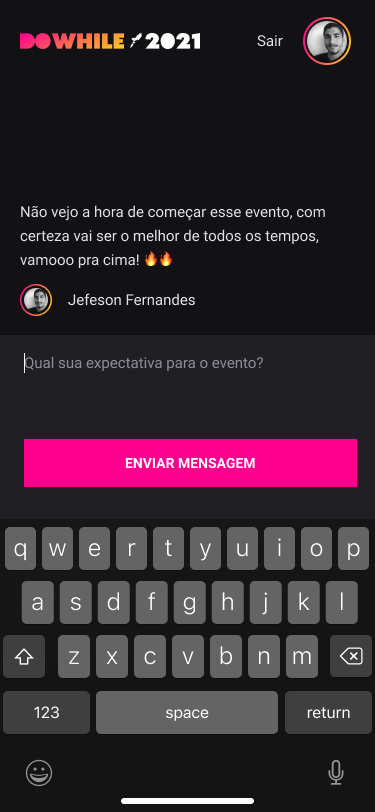 DOWHILE 2021
Sair
Não vejo a hora de começar esse evento, com
certeza vai ser o melhor de todos os tempos,
vamooo pra cima! 🔥🔥
Jefeson Fernandes
Qual sua expectativa para o evento?
ENVIAR MENSAGEM
q w e r t y u i o p
a s d f g h j k l
z x c v b n m
123 space return